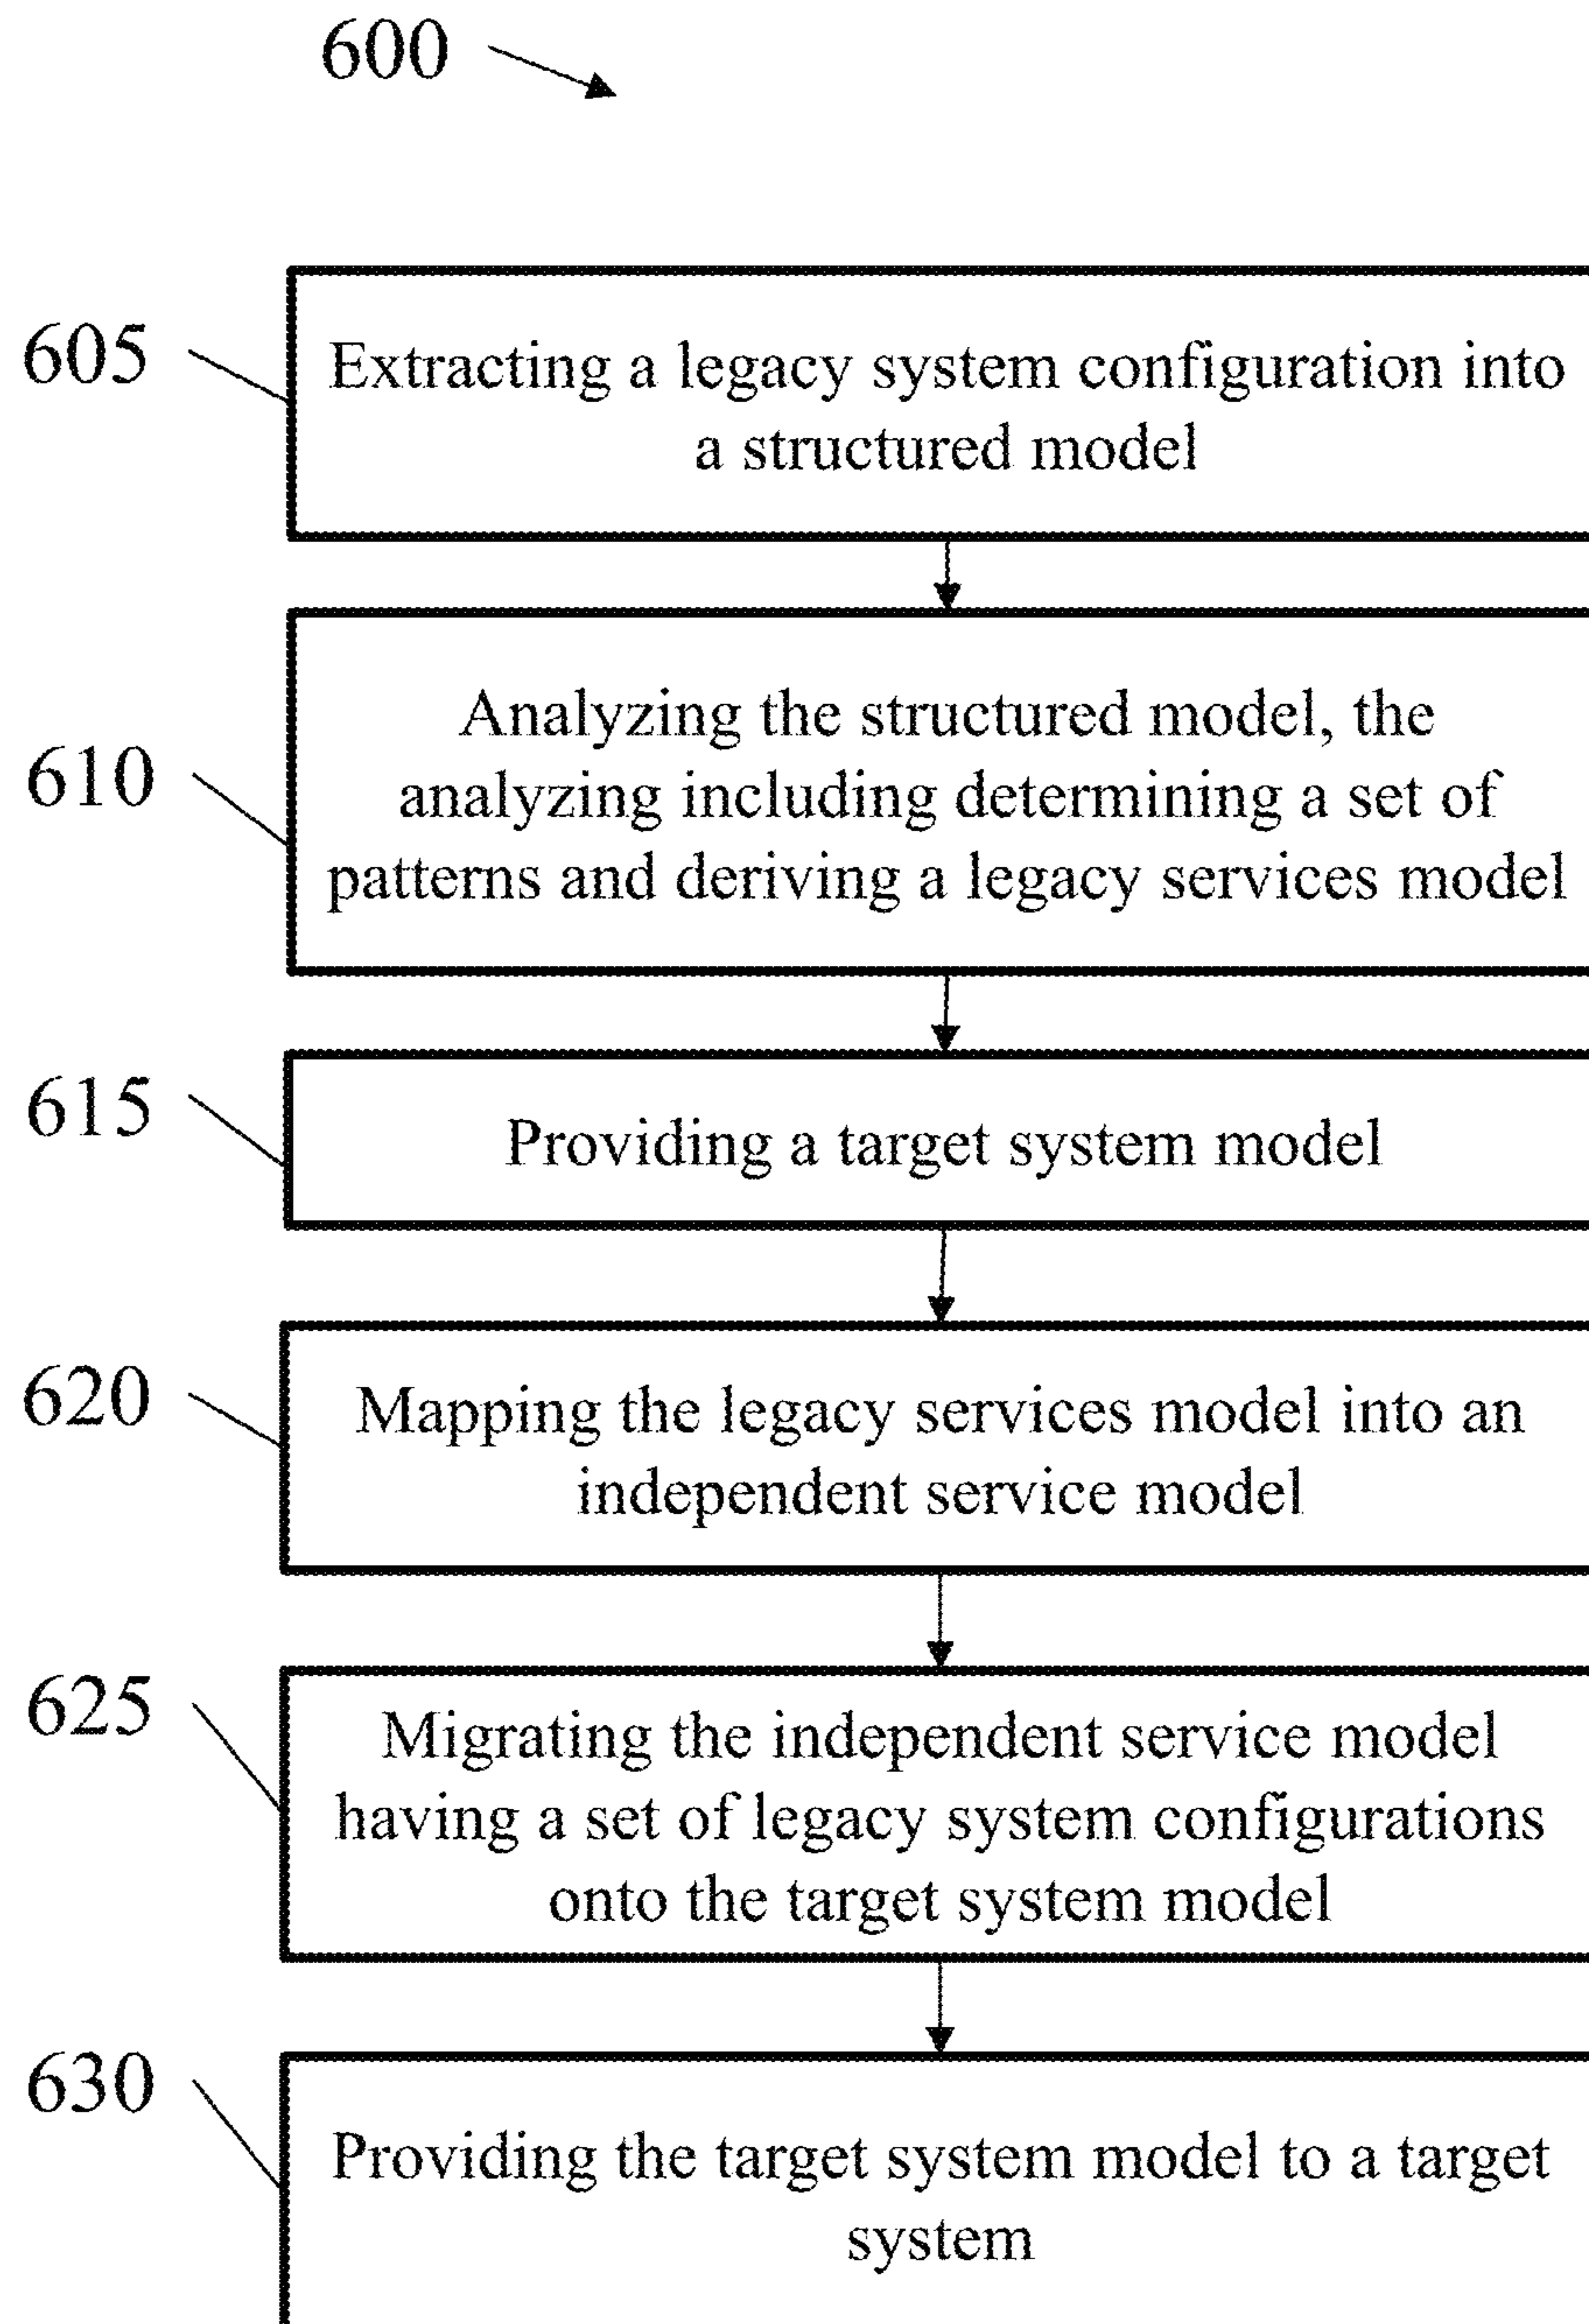 600
605
Extracting a legacy system configuration into
a structured model
610
Analyzing the structured model, the
analyzing including determining a set of
patterns and deriving a legacy services model
615
Providing a target system model
620
Mapping the legacy services model into an
independent service model
625
Migrating the independent service model
having a set of legacy system configurations
onto the target system model
630
Providing the target system model to a target
system